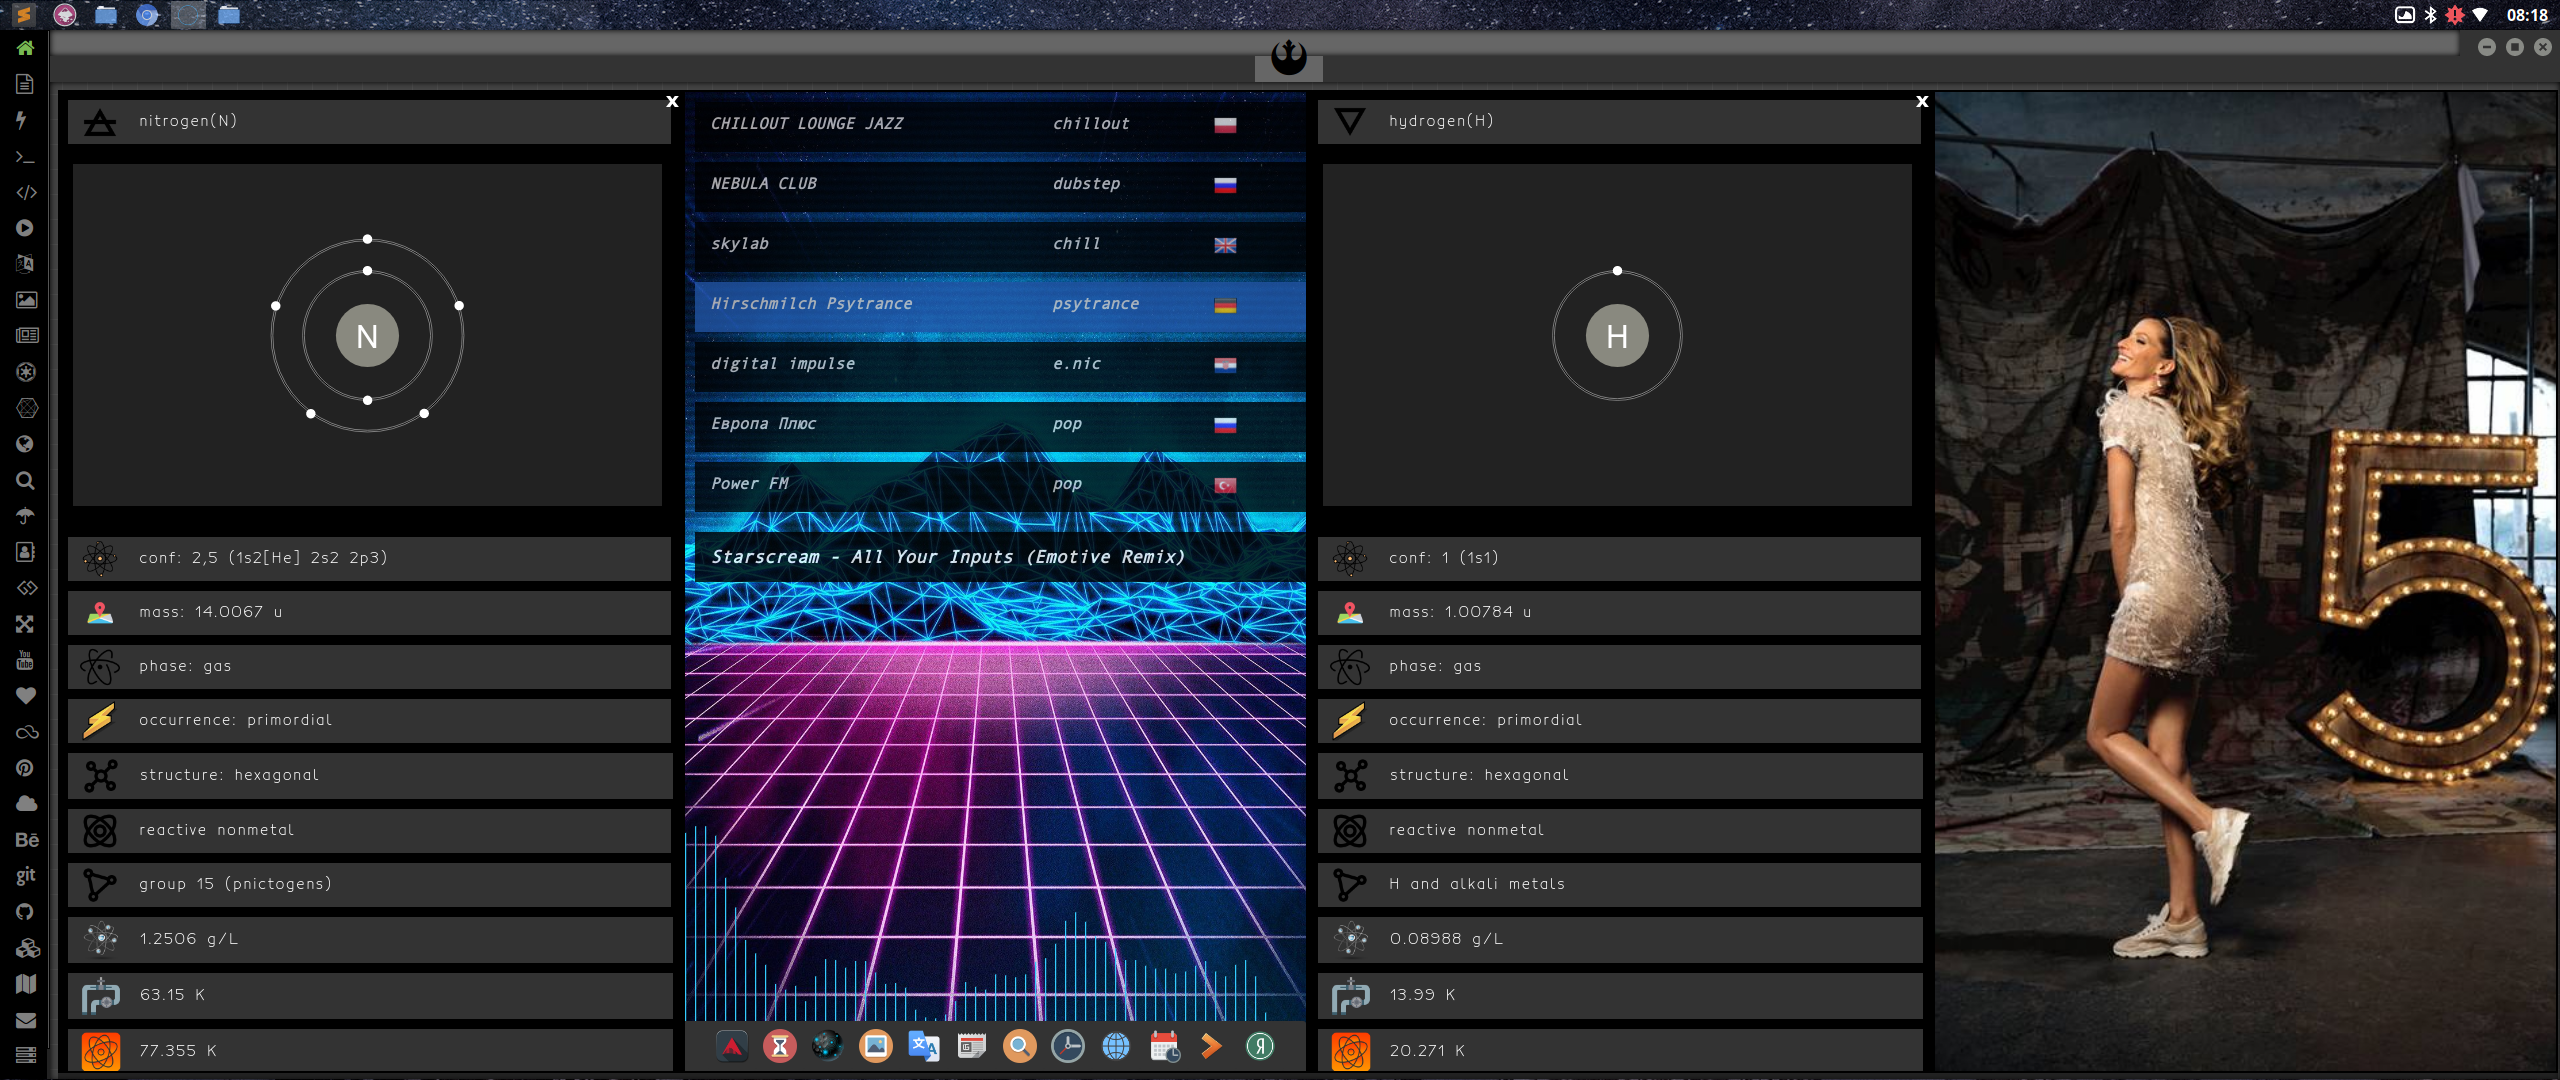 08:18
You
Tube
Bē
git
x
nitrogen(N)
N
conf: 2,5 (1s2[He] 2s2 2p3)
mass: 14.0067 u
phase: gas
occurrence: primordial
structure: hexagonal
reactive nonmetal
group 15 (pnictogens)
1.2506 g/L
63.15 K
77.355 K
CHILLOUT LOUNGE JAZZ chillout
NEBULA CLUB dubstep
skylab chill
Hirschmilch Psytrance psytrance
digital impulse e.nic
Европа Плюс pop
Power FM pop
Starscream - All Your Inputs (Emotive Remix)
Я
x
hydrogen(H)
H
conf: 1 (1s1)
mass: 1.00784 u
phase: gas
occurrence: primordial
structure: hexagonal
reactive nonmetal
H and alkali metals
0.08988 g/L
13.99 K
20.271 K
5